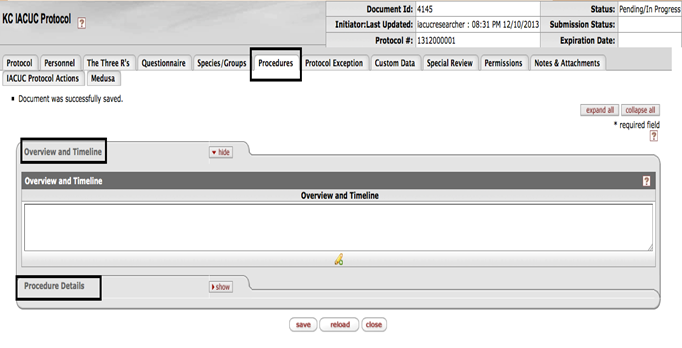 KC IACUC Protocol ?
Document Id: 4145 Status: Pending/In Progress
Initiator:Last Updated: iacucresearcher : 08:31 PM 12/10/2013 Submission Status:
Protocol #: 1312000001 Expiration Date:
Protocol Personnel The Three R's Questionnaire Species/Groups Procedures Protocol Exception Custom Data Special Review Permissions Notes & Attachments
IACUC Protocol Actions Medusa
Document was successfully saved.
expand all collapse all
* required field
?
Overview and Timeline hide
Overview and Timeline ?
Overview and Timeline
Procedure Details show
save reload close